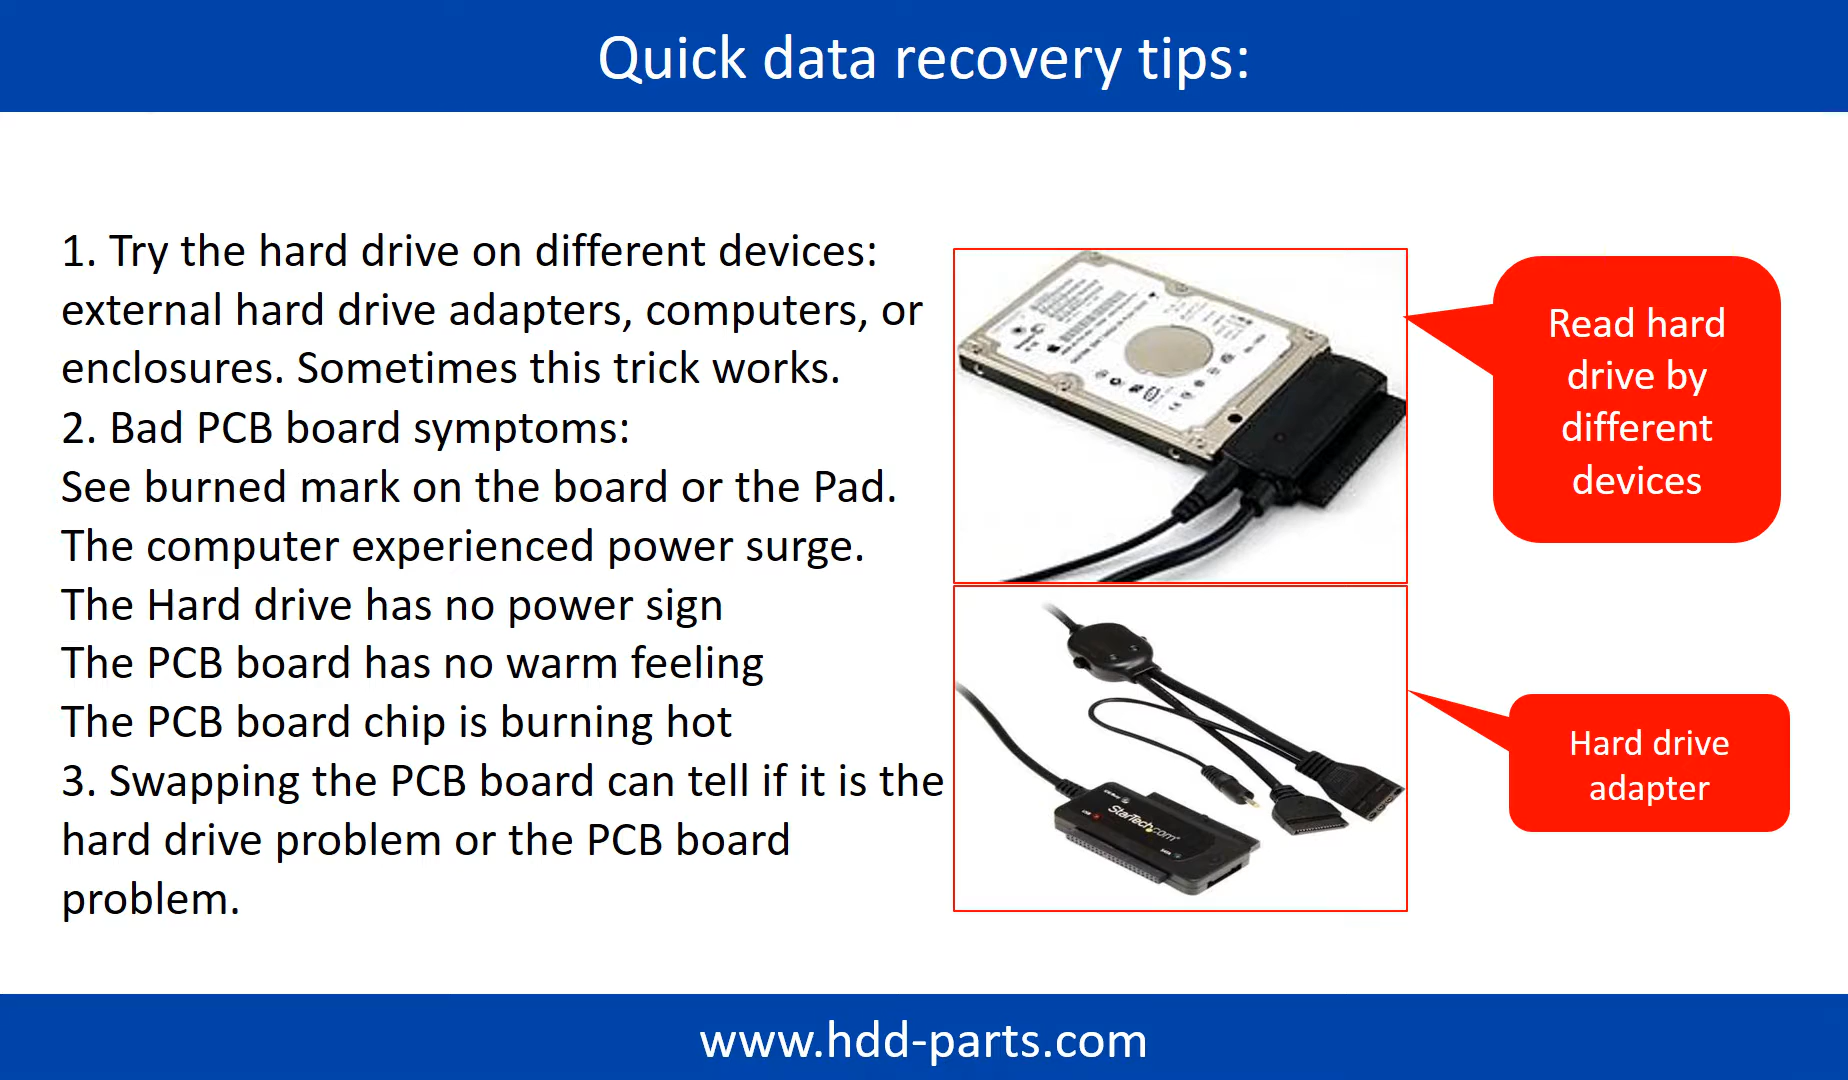 Quick data recovery tips:
1. Try the hard drive on different devices:
external hard drive adapters, computers, or
enclosures. Sometimes this trick works.
2. Bad PCB board symptoms:
See burned mark on the board or the Pad.
The computer experienced power surge.
The Hard drive has no power sign
The PCB board has no warm feeling
The PCB board chip is burning hot
3. Swapping the PCB board can tell if it is the
hard drive problem or the PCB board
problem.
Read hard
drive by
different
devices
StarTech.com
Hard drive
adapter
www.hdd-parts.com